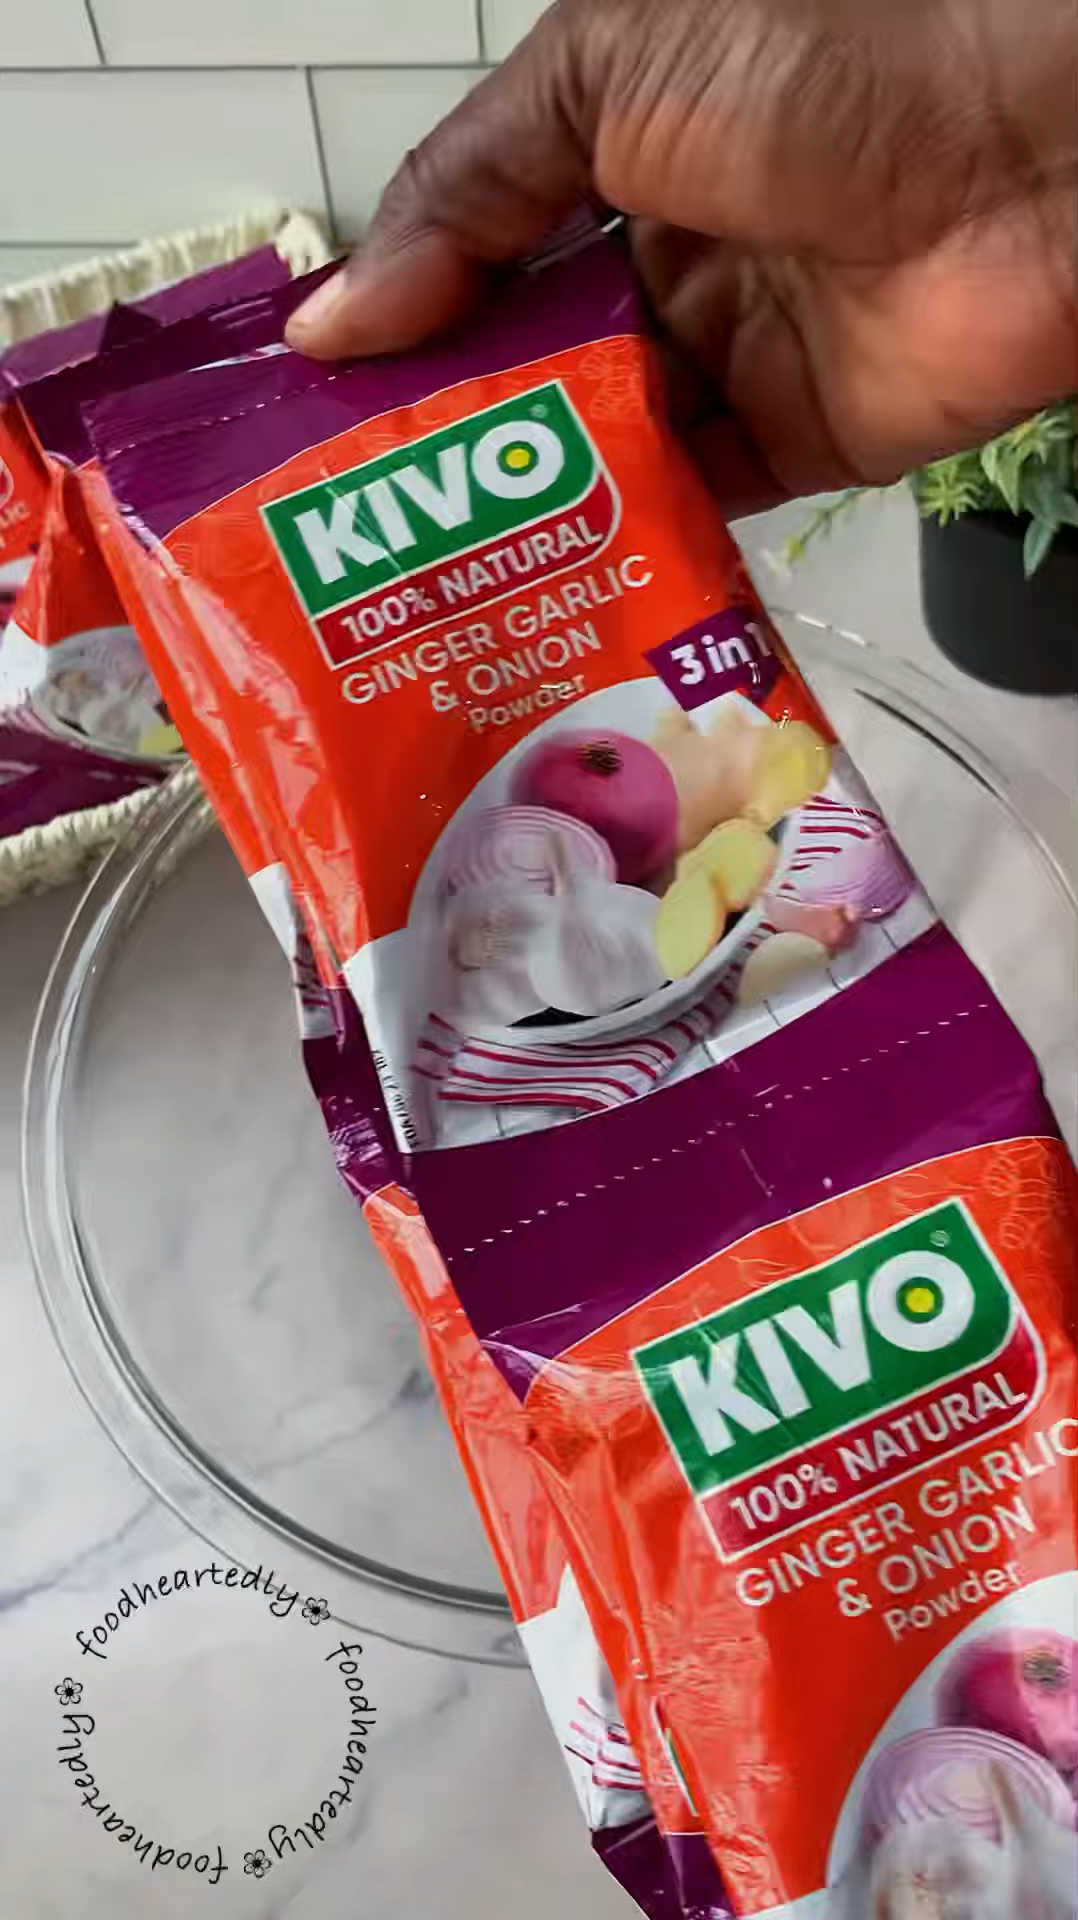 KIVO
100% NATURAL
GINGER GARLIC
& ONION
Powder
3 in 1
KIVO
100% NATURAL
GINGER GARLIC
& ONION
Powder
foodheartedly
foodheartedly
foodheartedly
foodheartedly